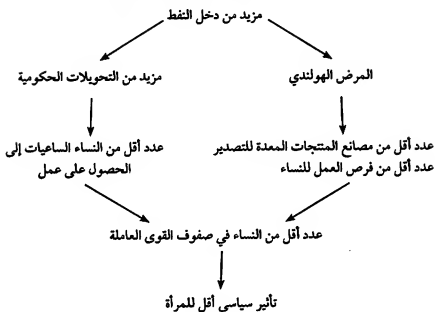 مزيد من دخل النفط
المرض الهولندي
مزيد من التحويلات الحكومية
عدد أقل من مصانع المنتجات المعدة للتصدير
عدد أقل من فرص العمل للنساء
عدد أقل من النساء الساعيات إلى
الحصول على عمل
عدد أقل من النساء في صفوف القوى العاملة
تأثير سياسي أقل للمرأة